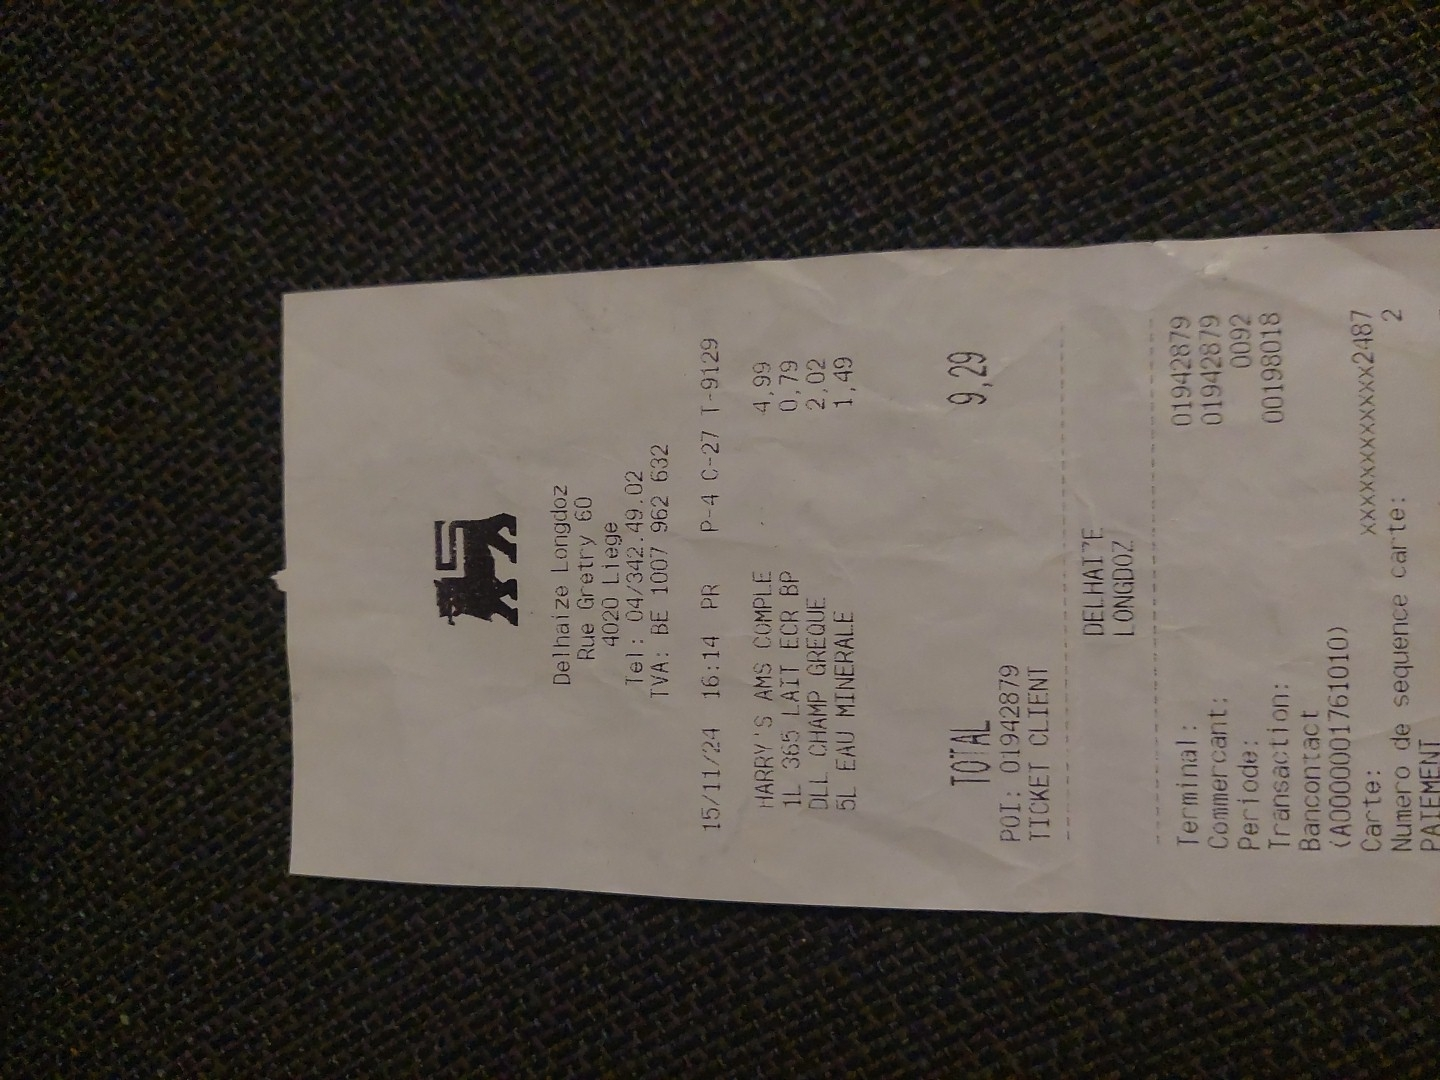 Delhaize Longdoz
Rue Gretry 60
4020 Liege
Tel: 04/342.49.02
TVA: BE 1007 962 632
15/11/24 16:14 PR P-4 C-27 T-9129
HARRY'S AMS COMPLE 4,99
1L 365 LAIT ECR BP 0,79
DLL CHAMP GREQUE 2,02
5L EAU MINERALE 1,49
TOTAL 9,29
POI: 01942879
TICKET CLIENT
DELHAIZE
LONGDOZ
Terminal: 01942879
Commercant: 01942879
Periode: 0092
Transaction: 00198018
Bancontact
(A0000001761010)
Carte: xxxxxxxxxxxxx2487
Numero de sequence carte: 2
PAIEMENT